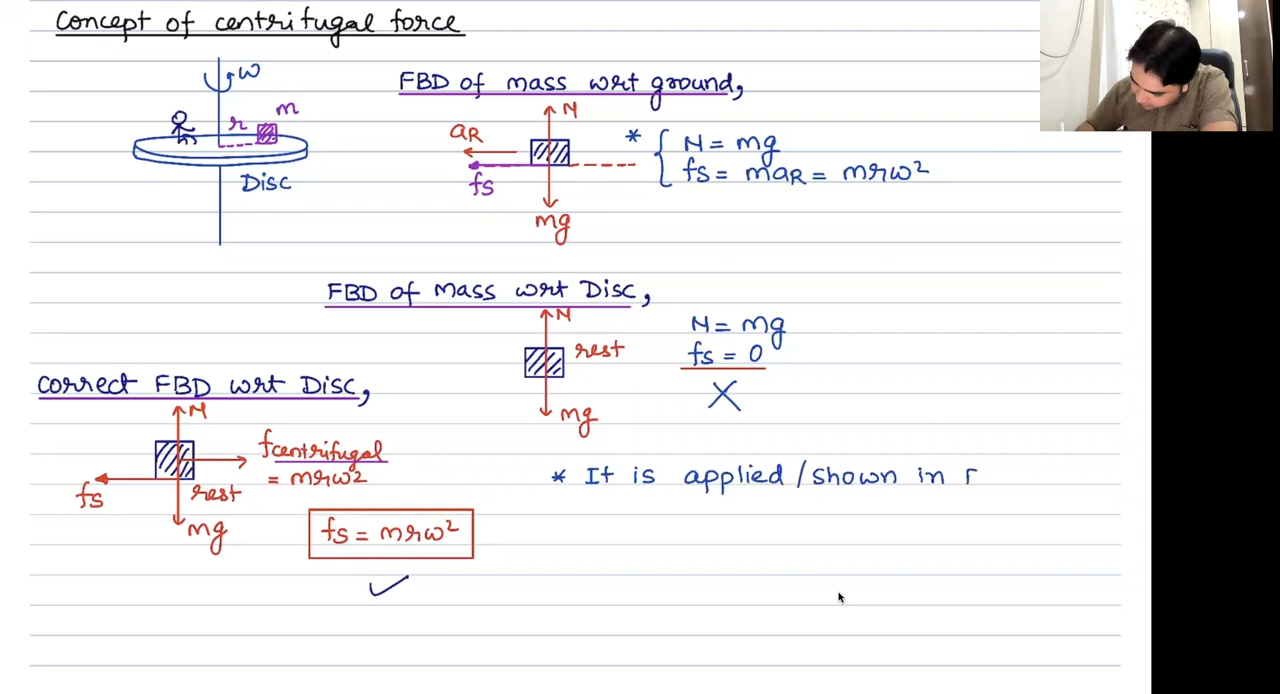 Concept of centrifugal force
ω
m
r
Disc
FBD of mass wrt ground,
N
aR
fs
mg
* { N = mg
fs = maR = mrω²
FBD of mass wrt Disc,
N
rest
mg
N = mg
fs = 0
X
Correct FBD wrt Disc,
N
fcentrifugal
= mrω²
fs
rest
mg
fs = mrω²
* It is applied/shown in r